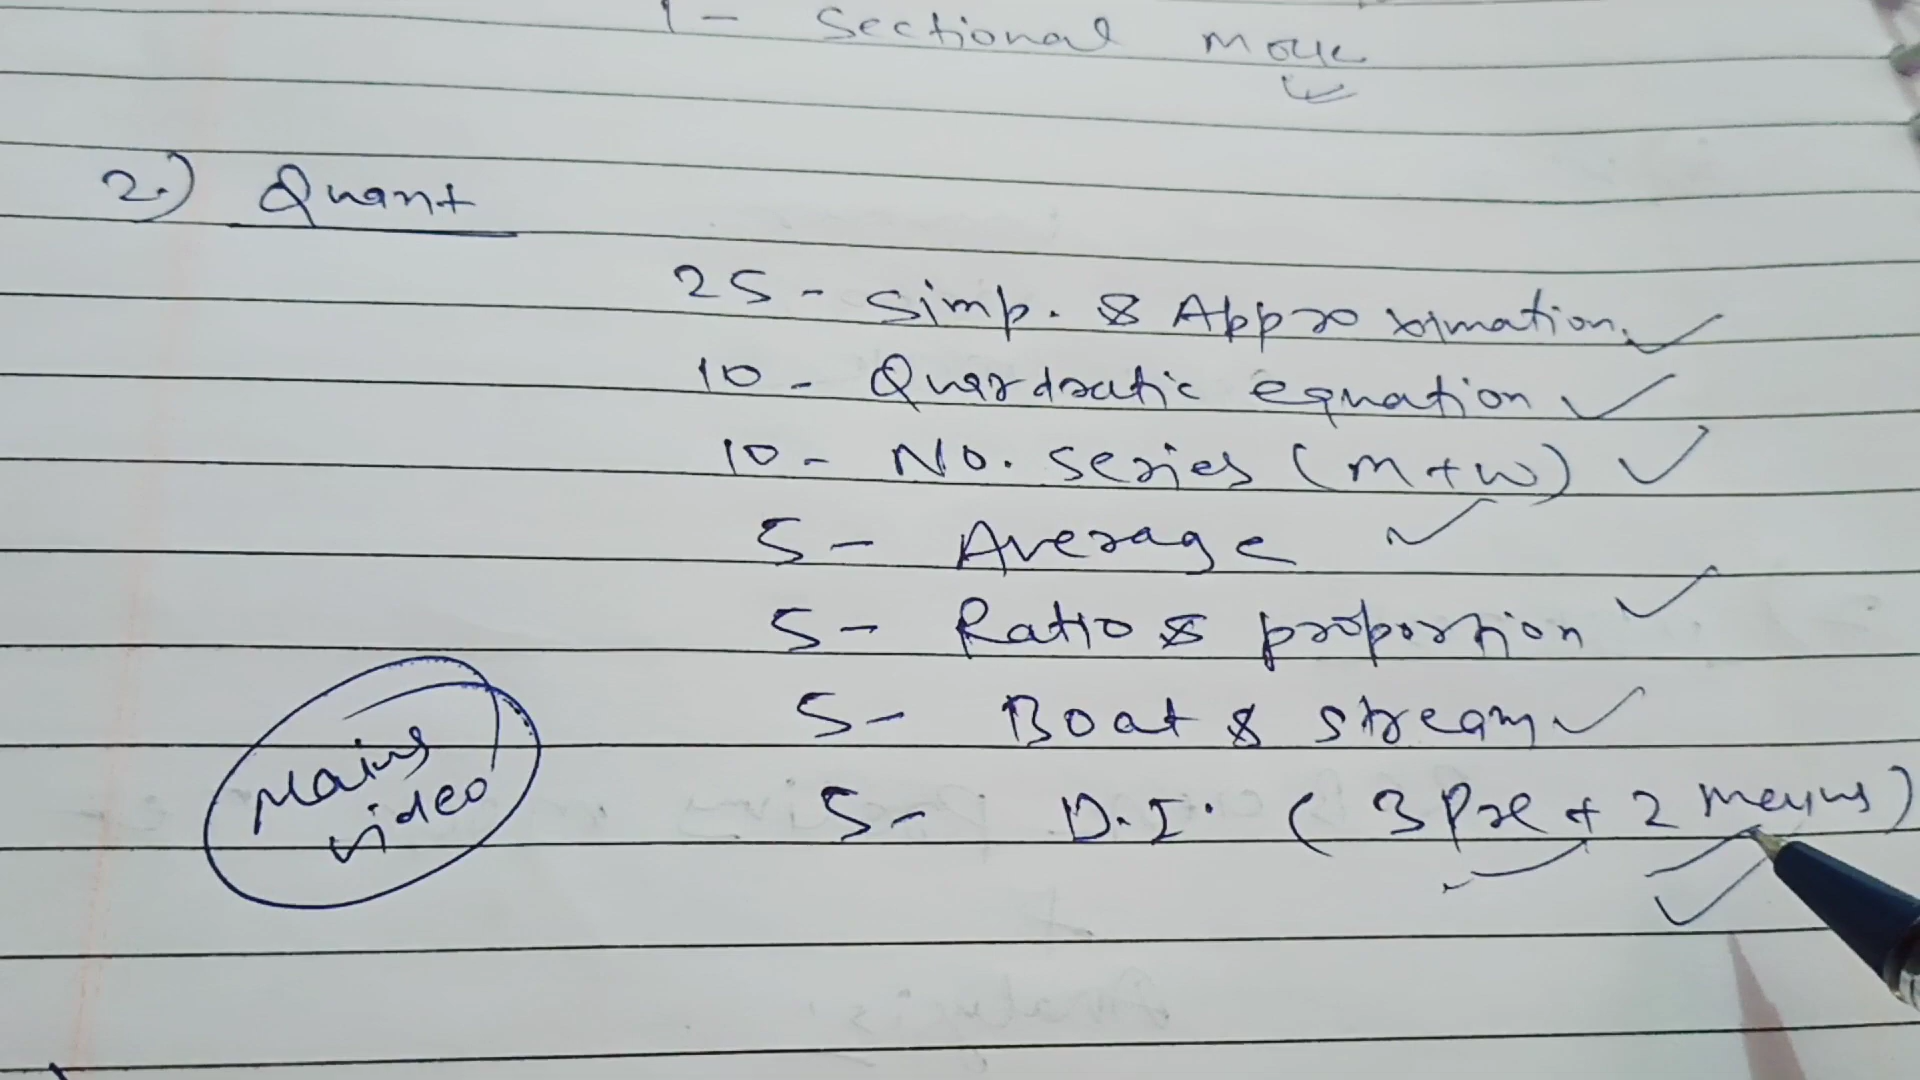 1 - Sectional Mock
2.) Quant
25 - Simp. & Approximation.
10 - Quardratic equation
10 - No. series (M+W)
5 - Average
5 - Ratio & proportion
5 - Boat & stream
5 - D.I. (3 Pre + 2 Mains)
Mains
video